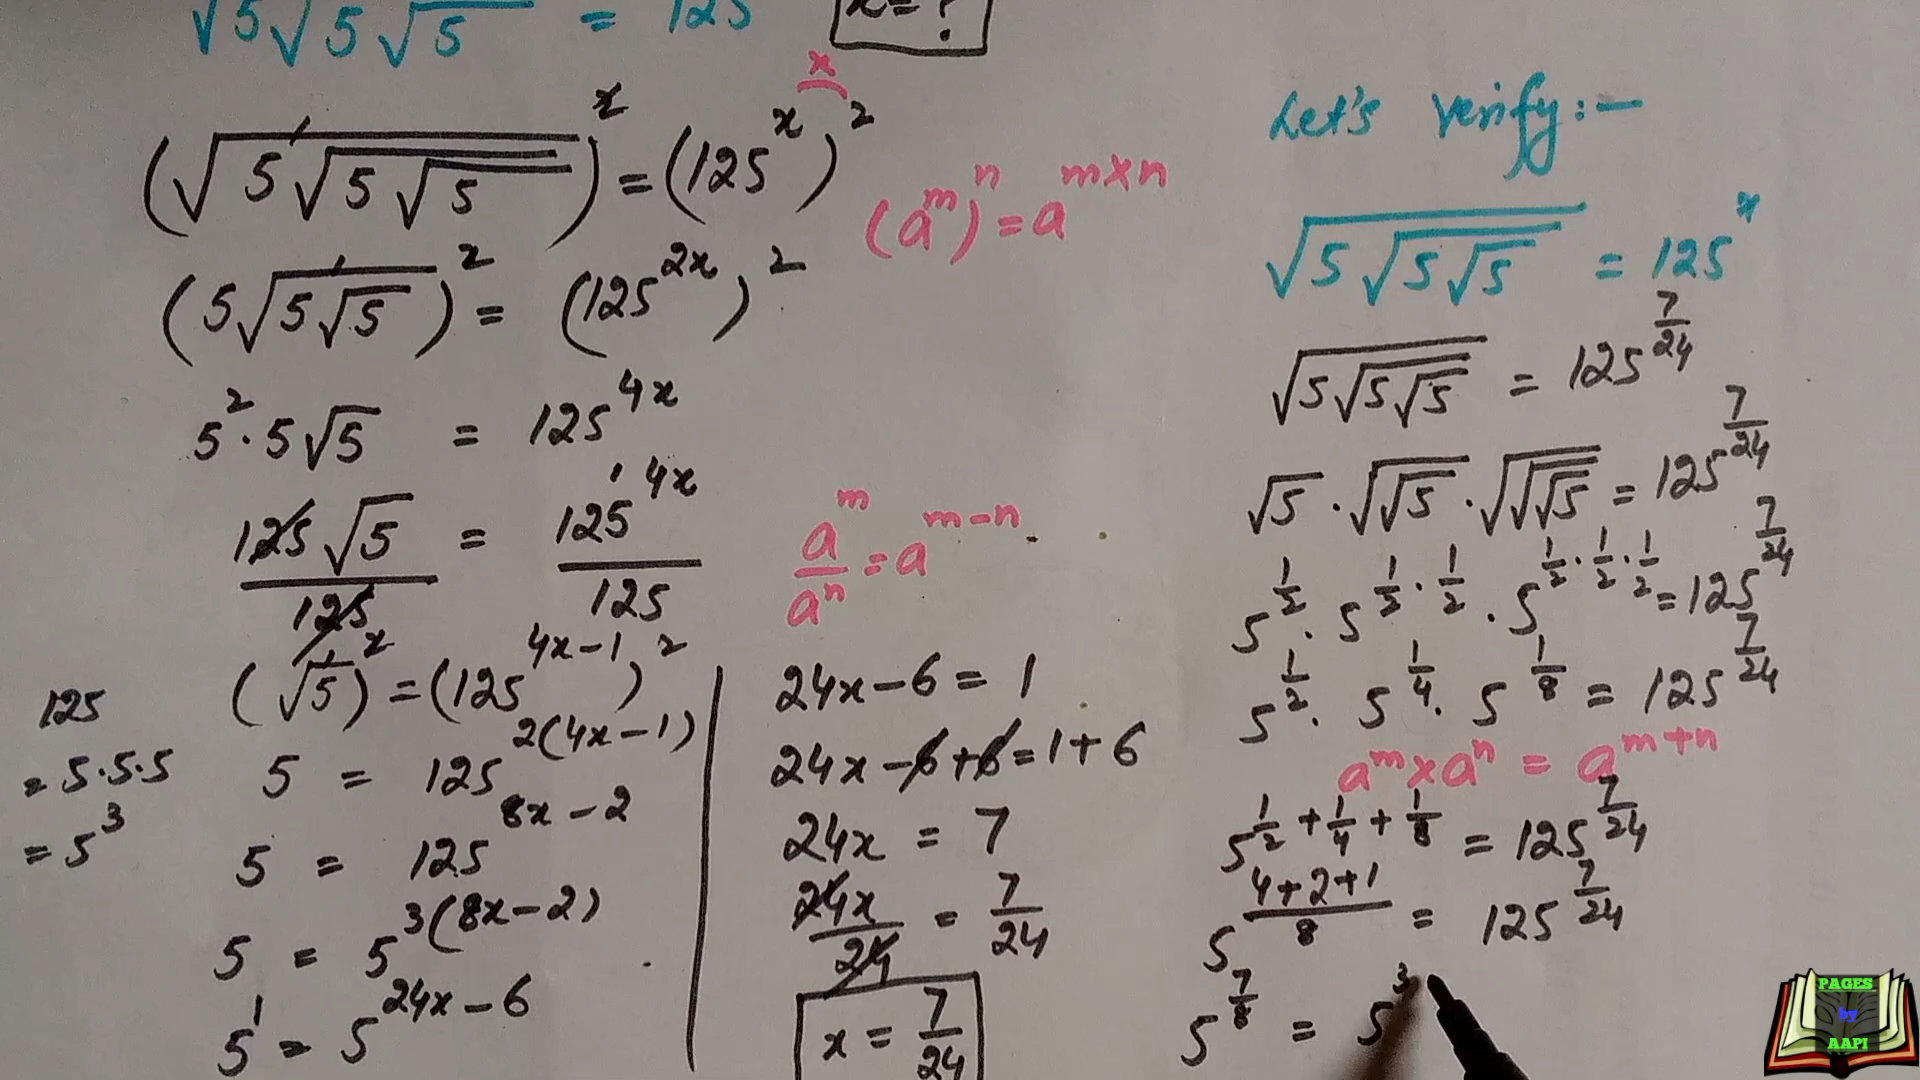 √5√5√5 = 125 x = ?
(√5√5√5)² = (125^x)²
x
(a^m)^n = a^m×n
(5√5√5)² = (125^2x)²
5²·5√5 = 125^4x
125√5/125 = 125^4x/125
a^m/a^n = a^m-n
(√5)² = (125^4x-1)²
5 = 125^2(4x-1)
5 = 125^8x-2
5 = 5^3(8x-2)
5^1 = 5^24x-6
125
= 5·5·5
= 5³
24x-6 = 1
24x-6+6 = 1+6
24x = 7
24x/24 = 7/24
x = 7/24
Let's verify:-
√5√5√5 = 125^x
√5√5√5 = 125^7/24
√5 · √√5 · √√√5 = 125^7/24
5^1/2 · 5^1/2·1/2 · 5^1/2·1/2·1/2 = 125^7/24
5^1/2 · 5^1/4 · 5^1/8 = 125^7/24
a^m × a^n = a^m+n
5^1/2+1/4+1/8 = 125^7/24
5^4+2+1/8 = 125^7/24
5^7/8 = 5^3
PAGES
by
AAPI